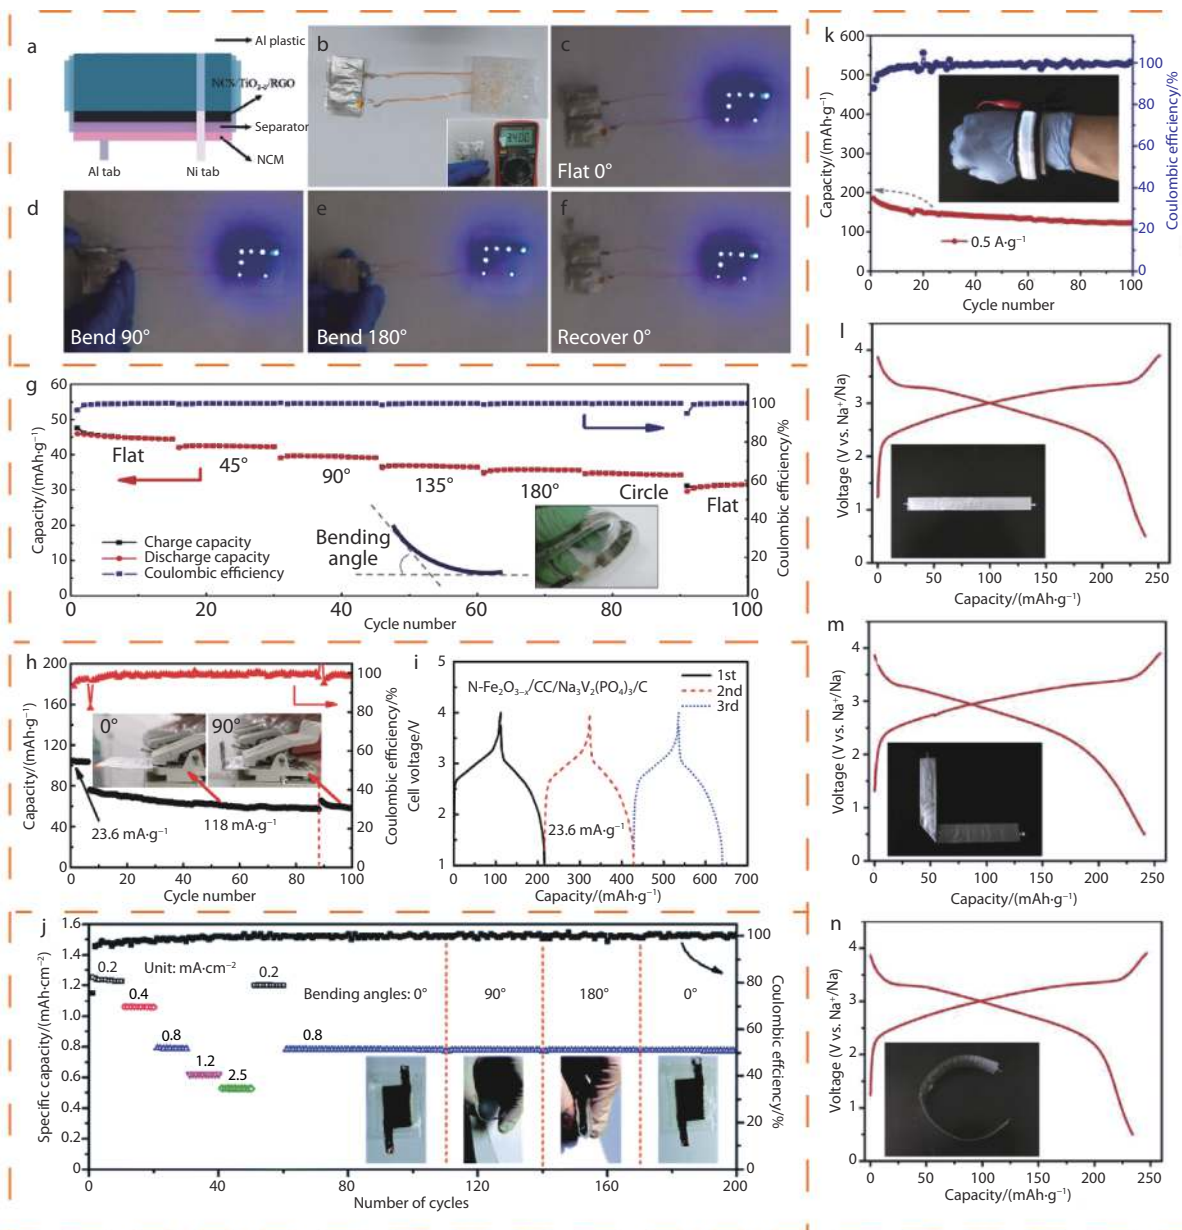 a
Al plastic
NCS/TiO2-x/RGO
Separator
NCM
Al tab
Ni tab
b
c
Flat 0°
d
Bend 90°
e
Bend 180°
f
Recover 0°
g
Capacity/(mAh·g−1)
60
50
40
30
20
10
0
Flat
45°
90°
135°
180°
Circle
Flat
Charge capacity
Discharge capacity
Coulombic efficiency
Bending
angle
100
80
60
40
20
0
Coulombic efficiency/%
0 20 40 60 80 100
Cycle number
h
Capacity/(mAh·g−1)
200
160
120
80
40
0
0°
90°
23.6 mA·g−1
118 mA·g−1
100
80
60
40
20
0
Coulombic efficiency/%
0 20 40 60 80 100
Cycle number
i
Cell voltage/V
5
4
3
2
1
N-Fe2O3−x/CC/Na3V2(PO4)3/C
1st
2nd
3rd
23.6 mA·g−1
0 100 200 300 400 500 600 700
Capacity/(mAh·g−1)
j
Specific capacity/(mAh·cm−2)
1.6
1.4
1.2
1.0
0.8
0.6
0.4
0.2
0
Unit: mA·cm−2
0.2
0.4
0.8
1.2
2.5
0.2
0.8
Bending angles: 0°
90°
180°
0°
100
80
60
40
20
0
Coulombic effciency/%
0 40 80 120 160 200
Number of cycles
k
Capacity/(mAh·g−1)
600
500
400
300
200
100
0
0.5 A·g−1
100
80
60
40
20
0
Coulombic efficiency/%
0 20 40 60 80 100
Cycle number
l
Voltage (V vs. Na+/Na)
4
3
2
1
0
0 50 100 150 200 250
Capacity/(mAh·g−1)
m
Voltage (V vs. Na+/Na)
4
3
2
1
0
0 50 100 150 200 250
Capacity/(mAh·g−1)
n
Voltage (V vs. Na+/Na)
4
3
2
1
0
0 50 100 150 200 250
Capacity/(mAh·g−1)